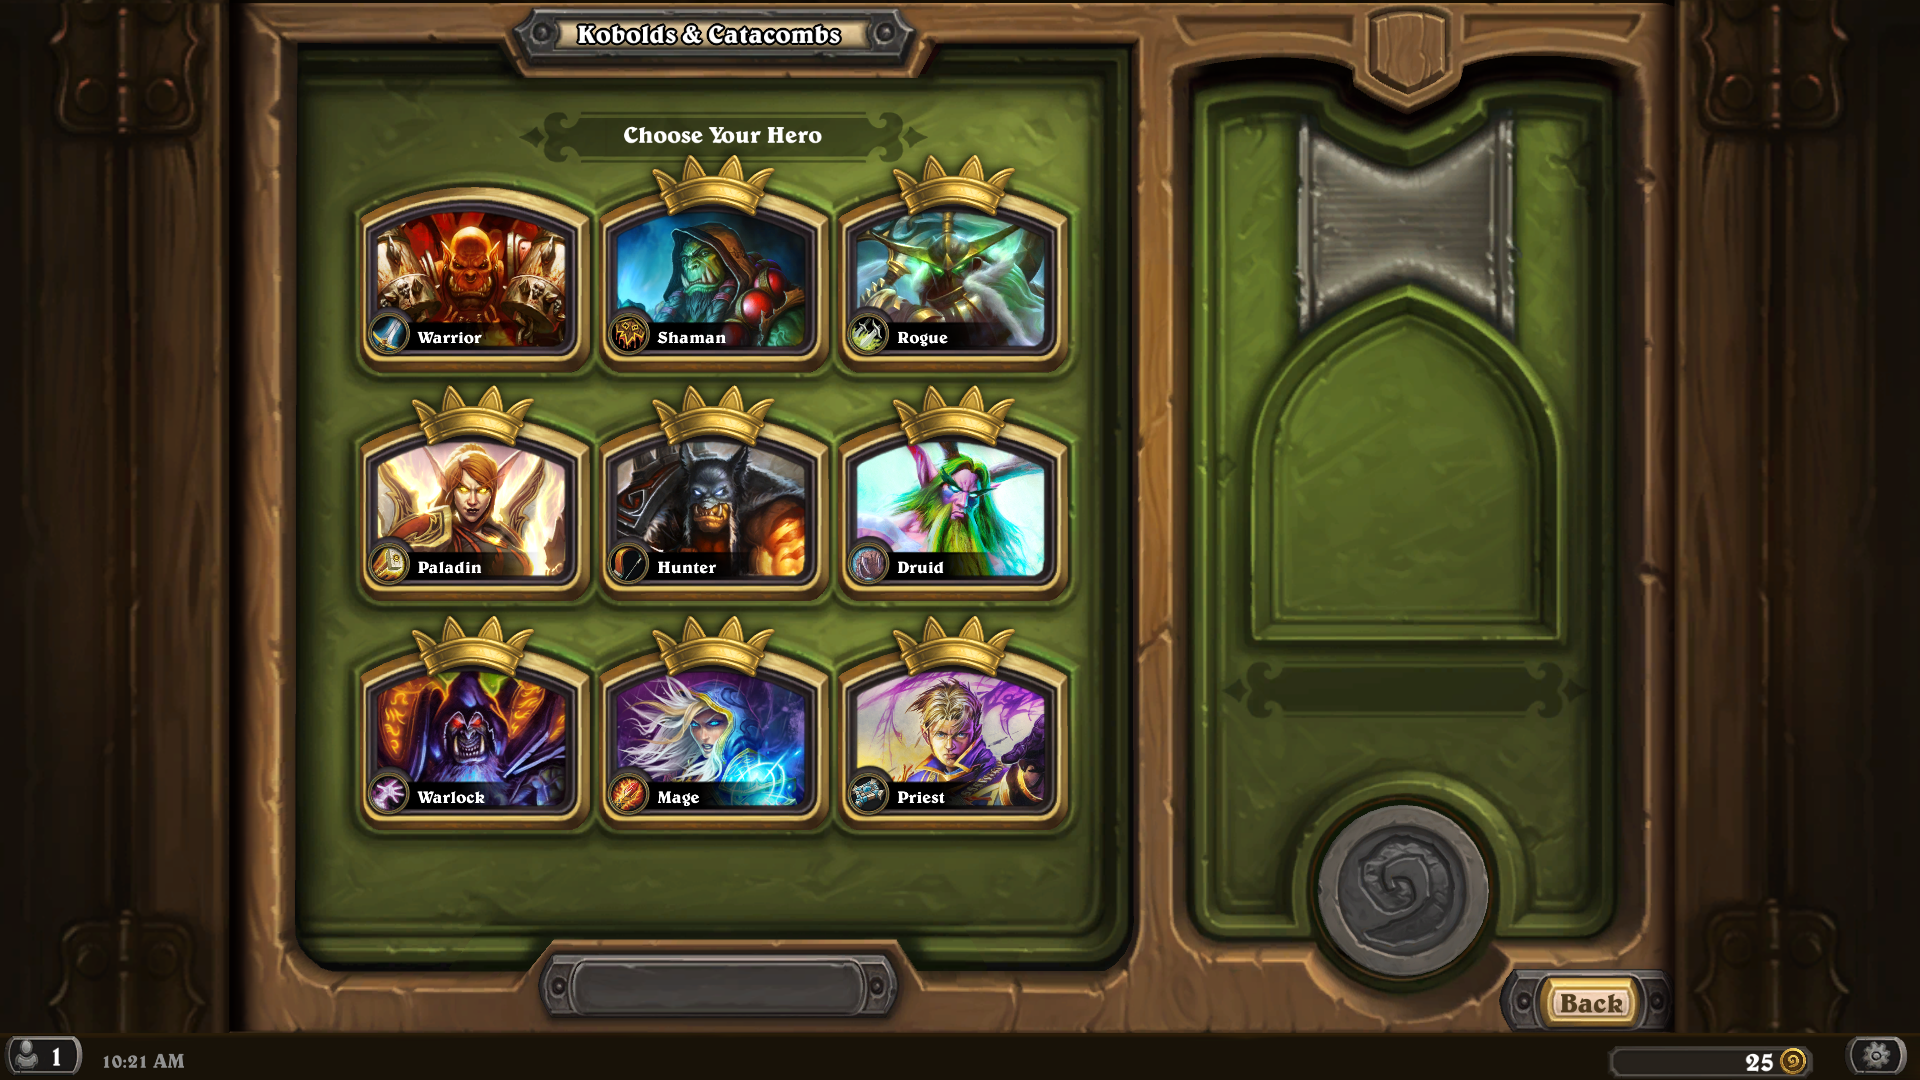 Kobolds & Catacombs
Choose Your Hero
Warrior
Shaman
Rogue
Paladin
Hunter
Druid
Warlock
Mage
Priest
Back
1
10:21 AM
25